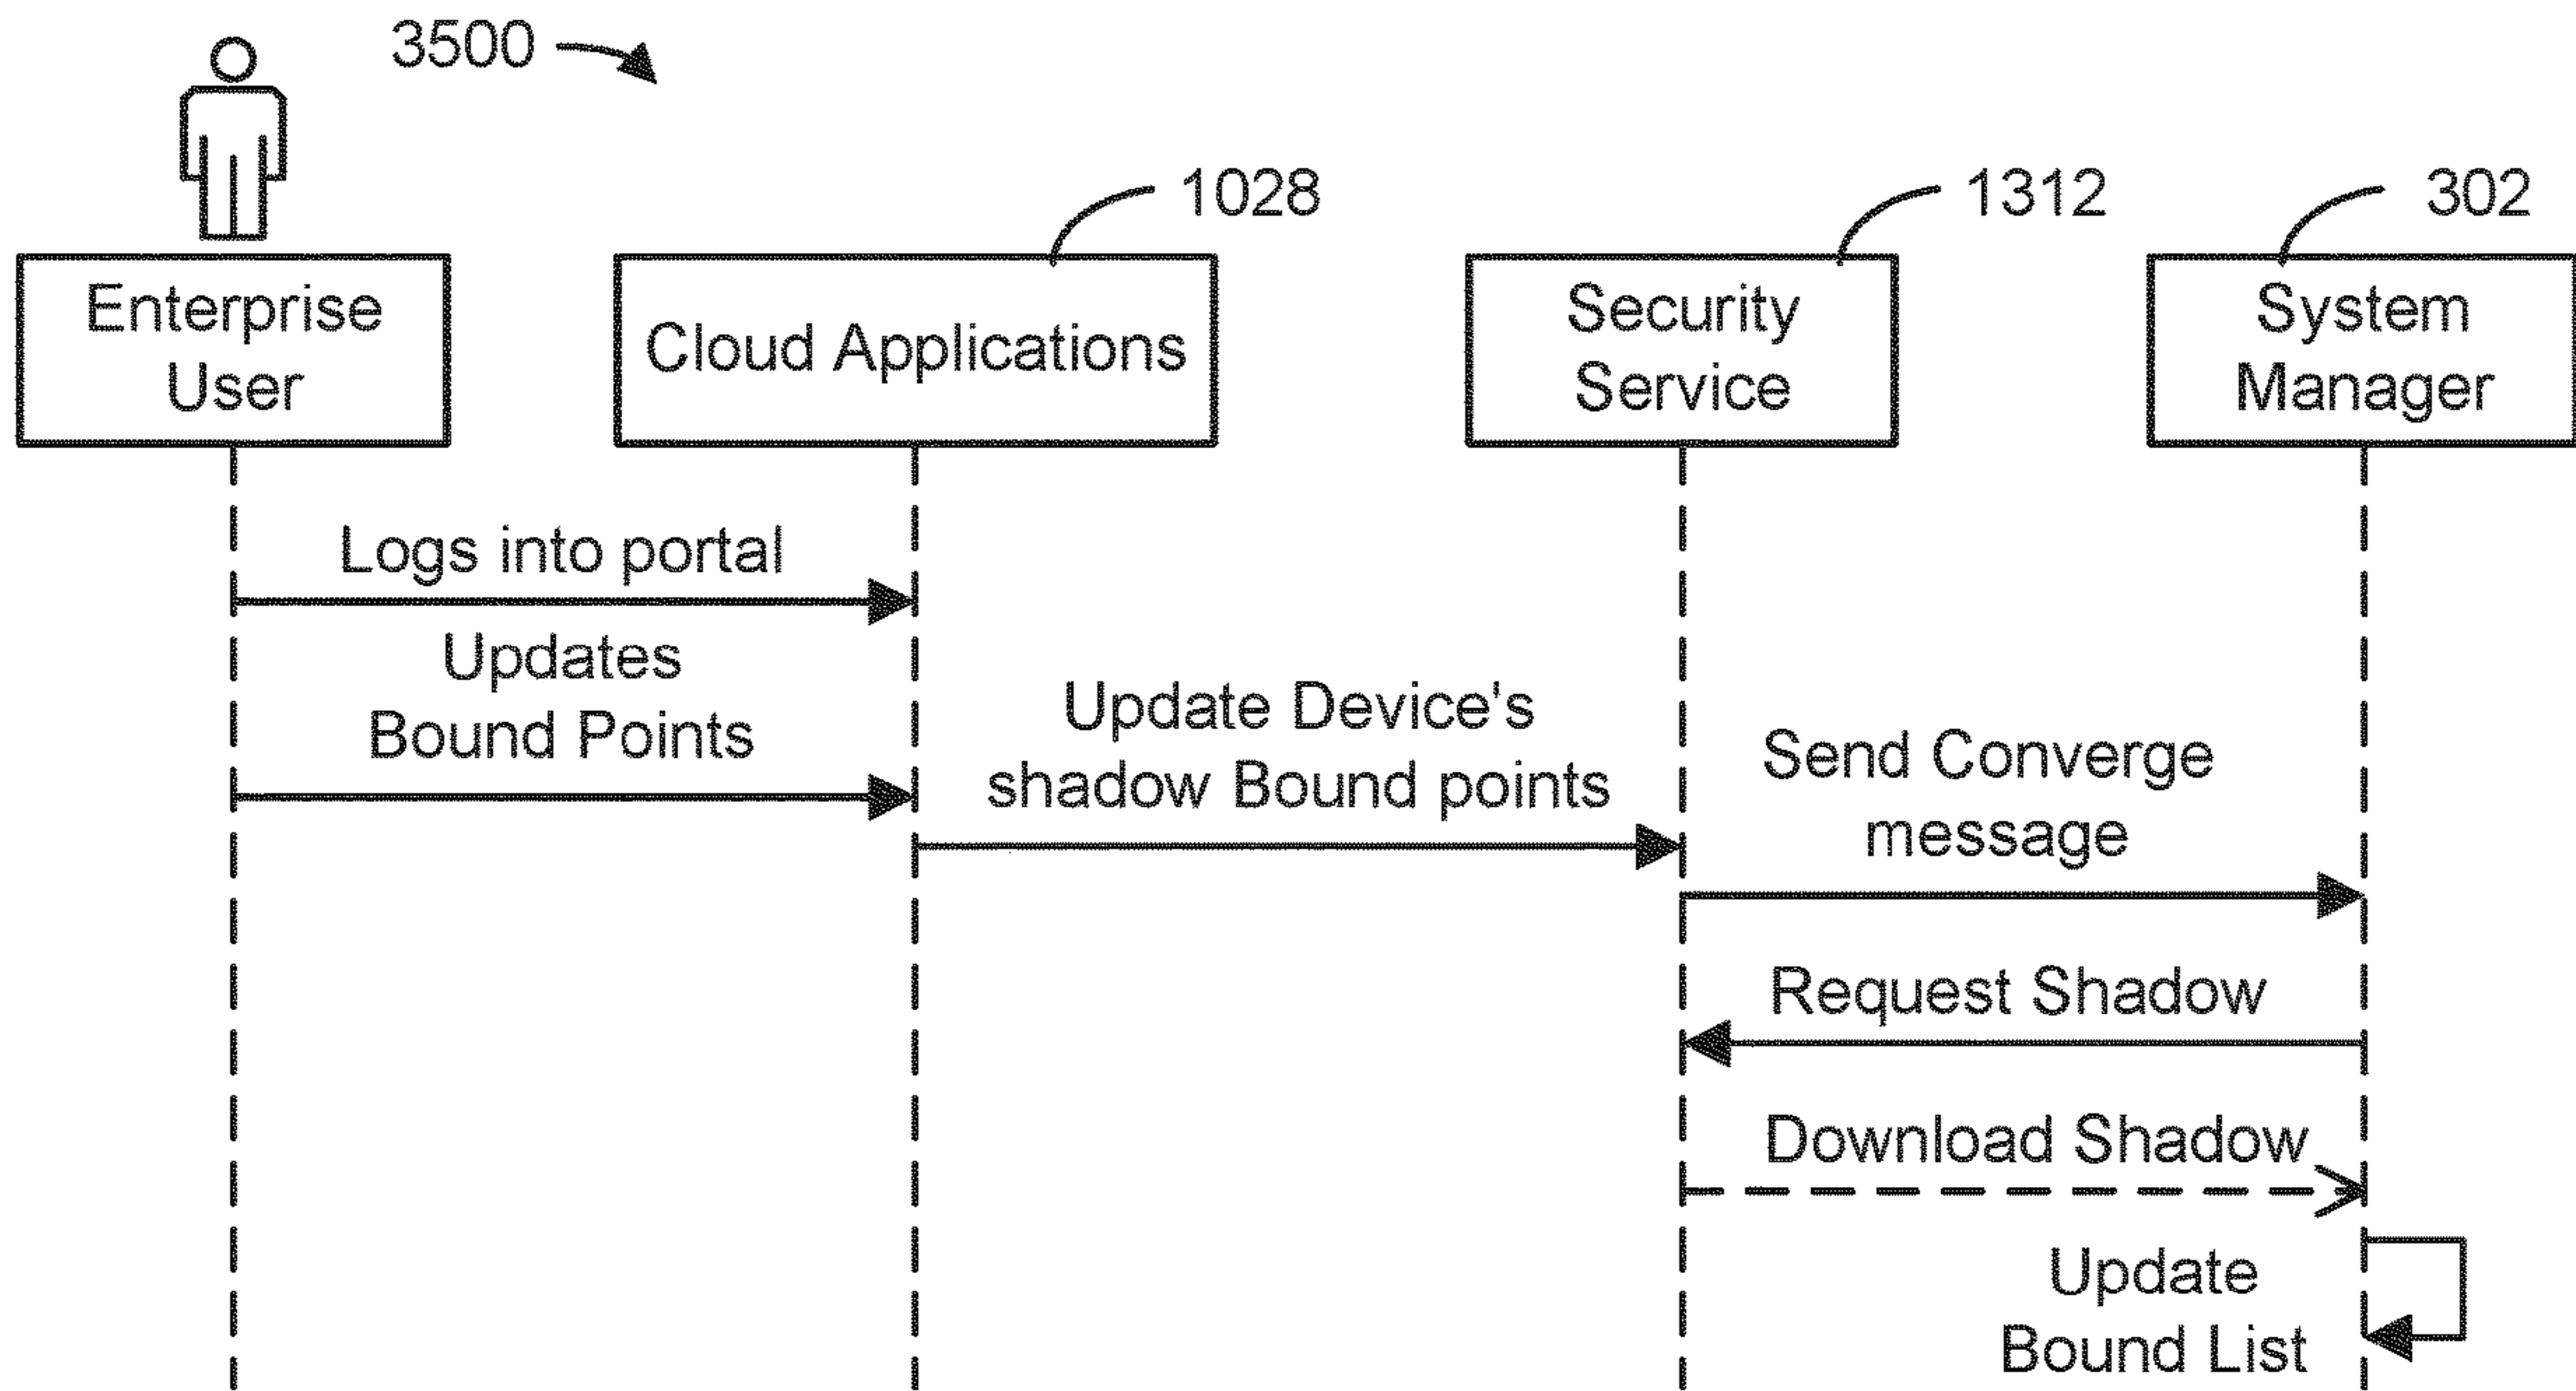 3500
1028
1312
302
Enterprise
User
Cloud Applications
Security
Service
System
Manager
Logs into portal
Updates
Bound Points
Update Device's
shadow Bound points
Send Converge
message
Request Shadow
Download Shadow
Update
Bound List